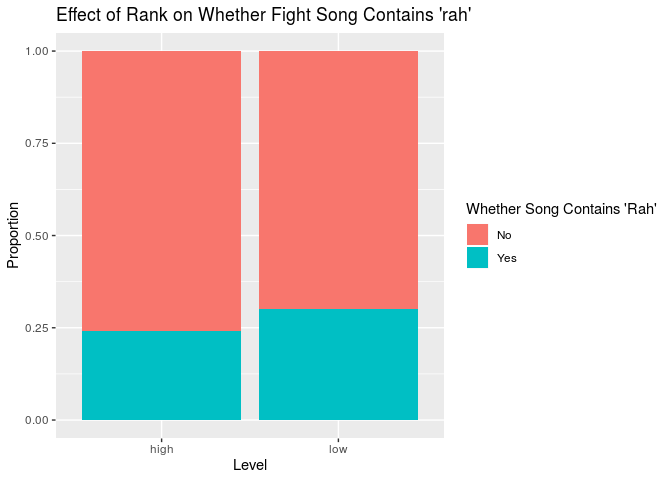 Effect of Rank on Whether Fight Song Contains 'rah'
1.00
0.75
0.50
0.25
0.00
Proportion
high
low
Level
Whether Song Contains 'Rah'
No
Yes